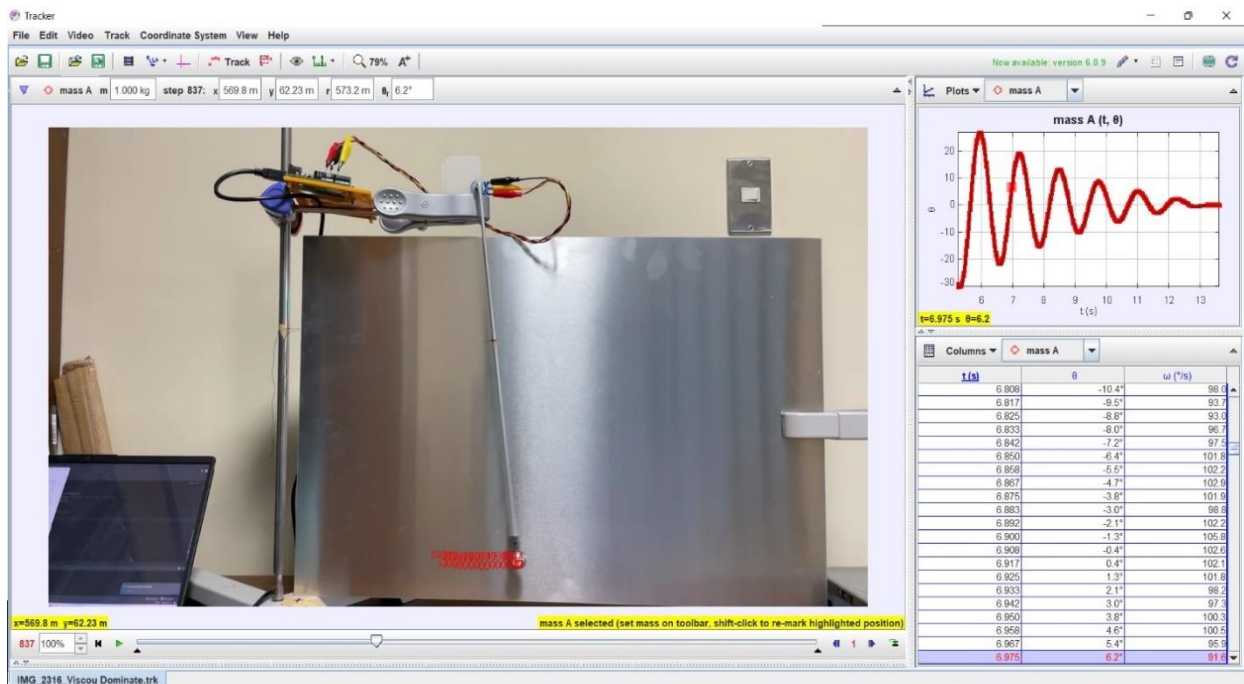 Tracker
File Edit Video Track Coordinate System View Help
Track 79% A+ Now available: version 6.0.9
mass A m 1.000 kg step 837: x 569.8 m y 62.23 m r 573.2 m θr 6.2°
Plots mass A
mass A (t, θ)
20
10
0
-10
-20
-30
θ
6 7 8 9 10 11 12 13
t (s)
t=6.975 s θ=6.2
Columns mass A
t (s) θ ω (°/s)
6.808 -10.4° 98.0
6.817 -9.5° 93.7
6.825 -8.8° 93.0
6.833 -8.0° 96.7
6.842 -7.2° 97.5
6.850 -6.4° 101.8
6.858 -5.5° 102.2
6.867 -4.7° 102.9
6.875 -3.8° 101.9
6.883 -3.0° 98.8
6.892 -2.1° 102.2
6.900 -1.3° 105.8
6.908 -0.4° 102.6
6.917 0.4° 102.1
6.925 1.3° 101.8
6.933 2.1° 98.2
6.942 3.0° 97.3
6.950 3.8° 100.3
6.958 4.6° 100.5
6.967 5.4° 95.9
6.975 6.2° 91.6
x=569.8 m y=62.23 m mass A selected (set mass on toolbar, shift-click to re-mark highlighted position)
837 100% 1
IMG_2316_Viscou Dominate.trk